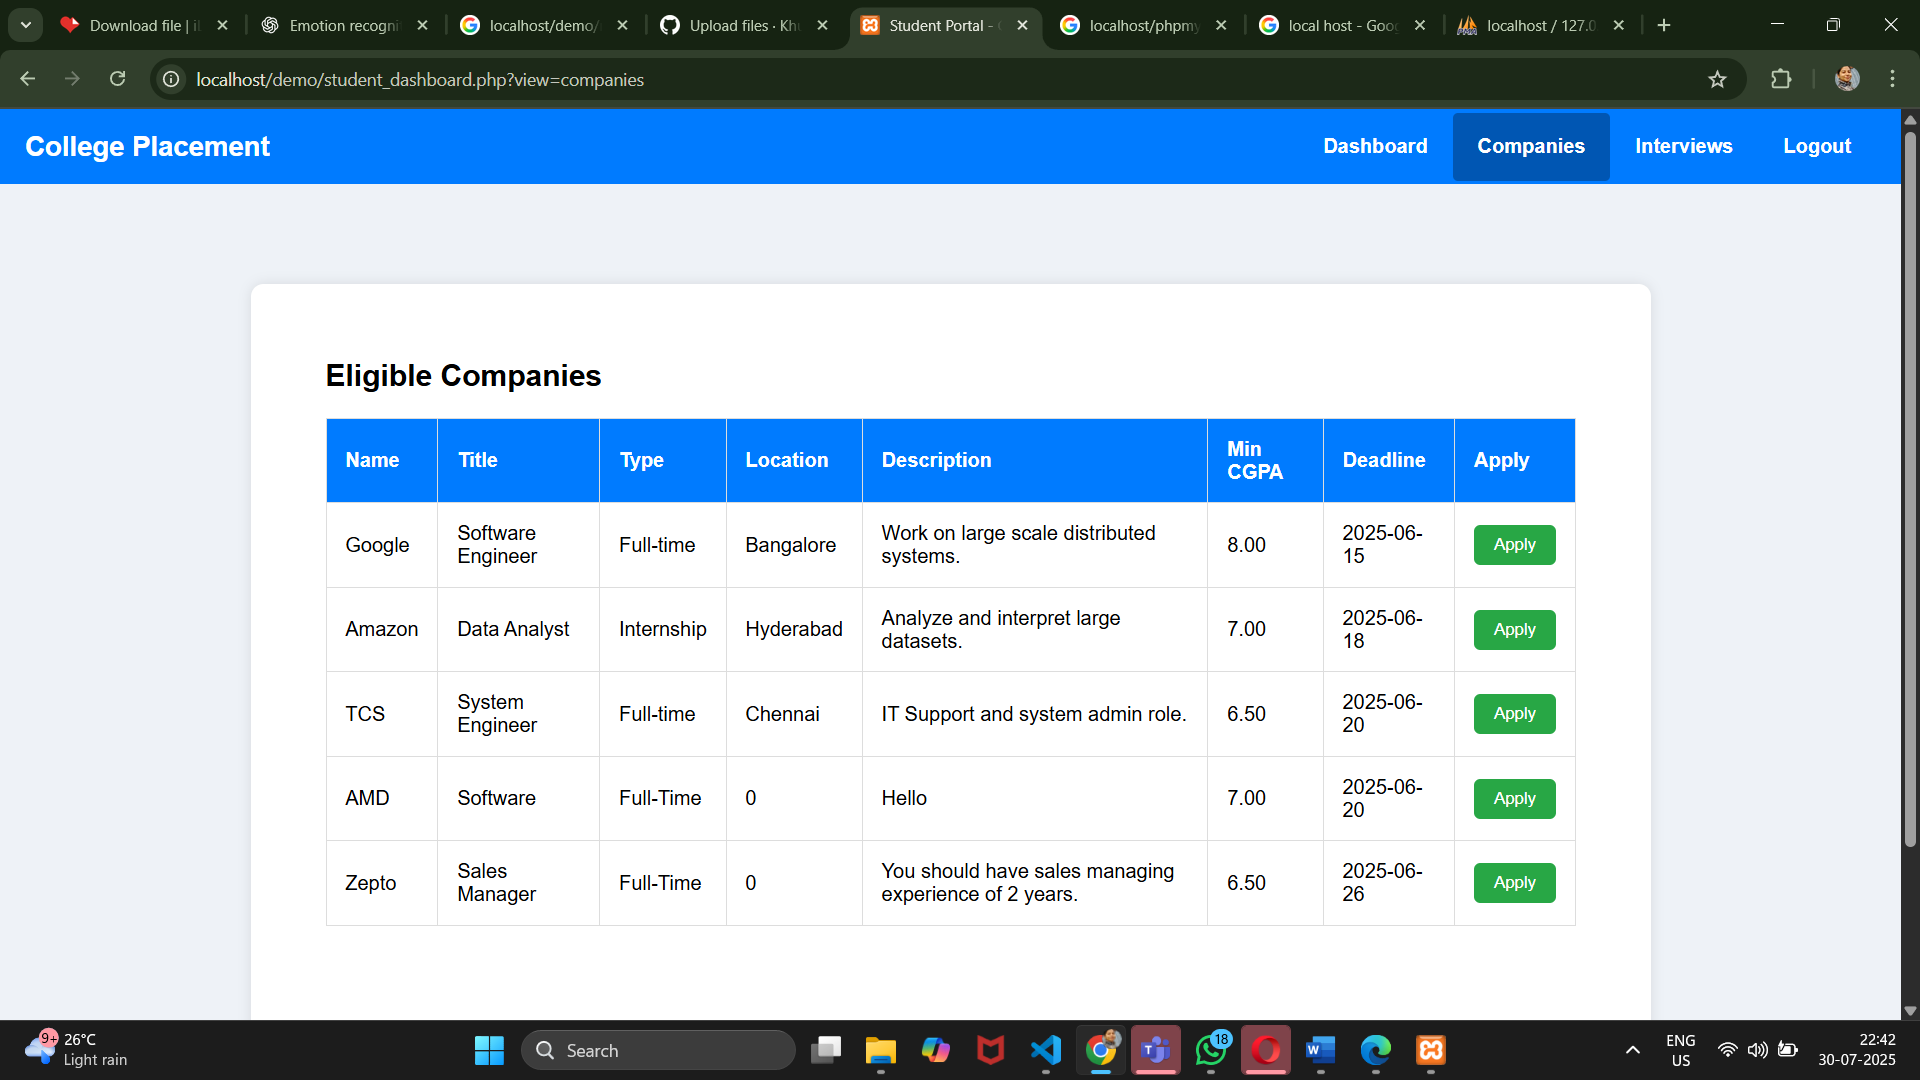 Download file | il
Emotion recogni
localhost/demo/
Upload files · Khu
Student Portal -
localhost/phpmy
local host - Goo
localhost / 127.0
localhost/demo/student_dashboard.php?view=companies
College Placement
Dashboard
Companies
Interviews
Logout
Eligible Companies
Name Title Type Location Description Min CGPA Deadline Apply
Google Software Engineer Full-time Bangalore Work on large scale distributed systems. 8.00 2025-06-15 Apply
Amazon Data Analyst Internship Hyderabad Analyze and interpret large datasets. 7.00 2025-06-18 Apply
TCS System Engineer Full-time Chennai IT Support and system admin role. 6.50 2025-06-20 Apply
AMD Software Full-Time 0 Hello 7.00 2025-06-20 Apply
Zepto Sales Manager Full-Time 0 You should have sales managing experience of 2 years. 6.50 2025-06-26 Apply
9+
26°C
Light rain
Search
18
ENG
US
22:42
30-07-2025